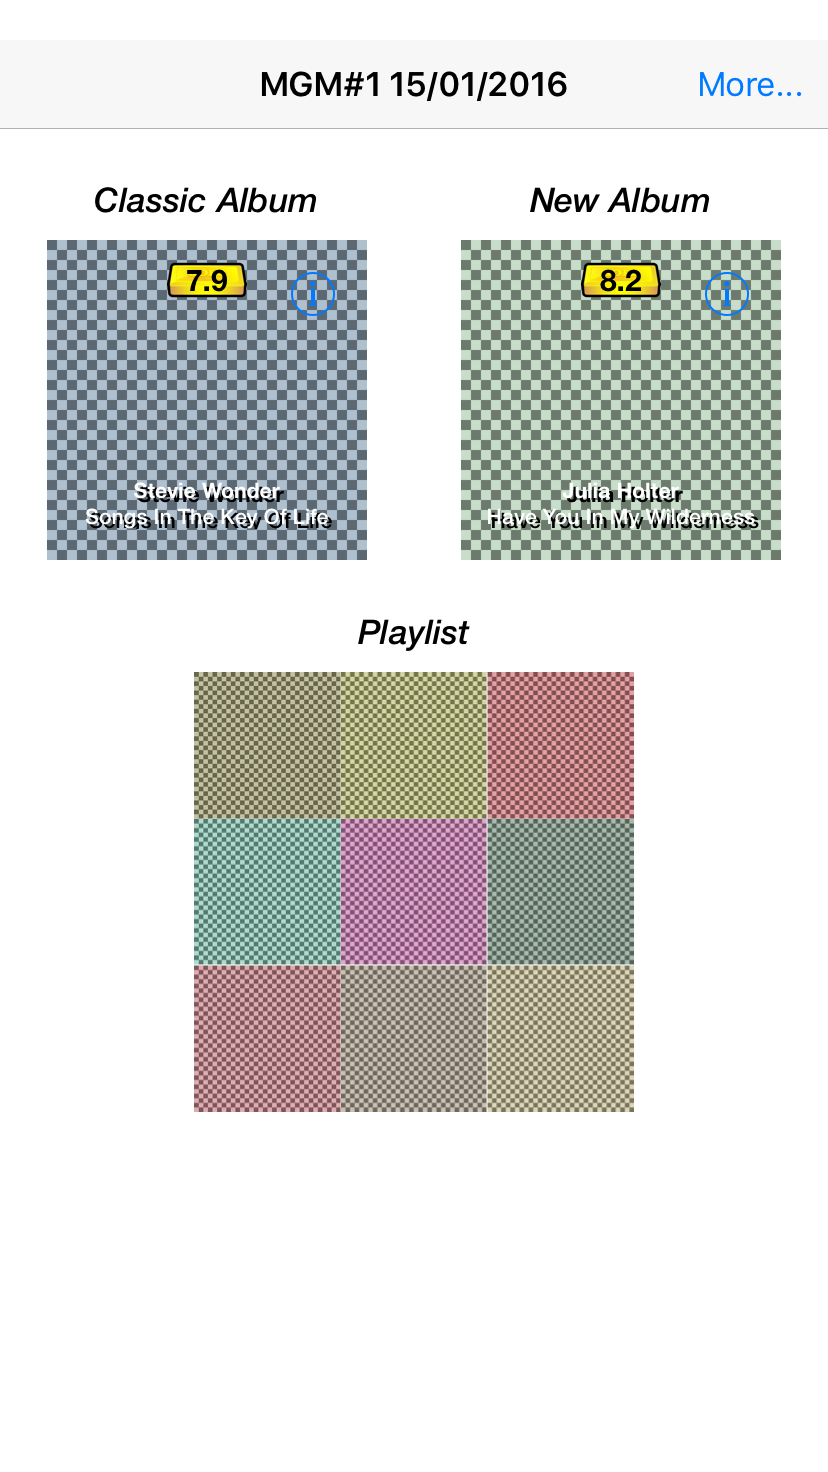 MGM#1 15/01/2016
More...
Classic Album
New Album
7.9
8.2
Stevie Wonder
Songs In The Key Of Life
Julia Holter
Have You In My Wilderness
Playlist